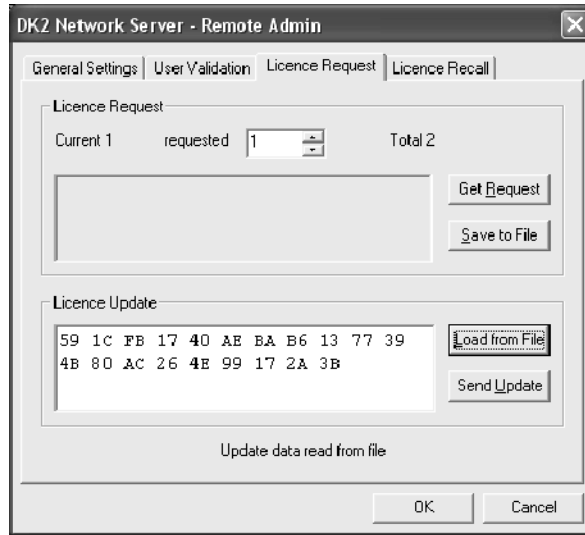 DK2 Network Server - Remote Admin
General Settings User Validation Licence Request Licence Recall
Licence Request
Current 1 requested 1 Total 2
Get Request
Save to File
Licence Update
59 1C FB 17 40 AE BA B6 13 77 39
4B 80 AC 26 4E 99 17 2A 3B
Load from File
Send Update
Update data read from file
OK Cancel